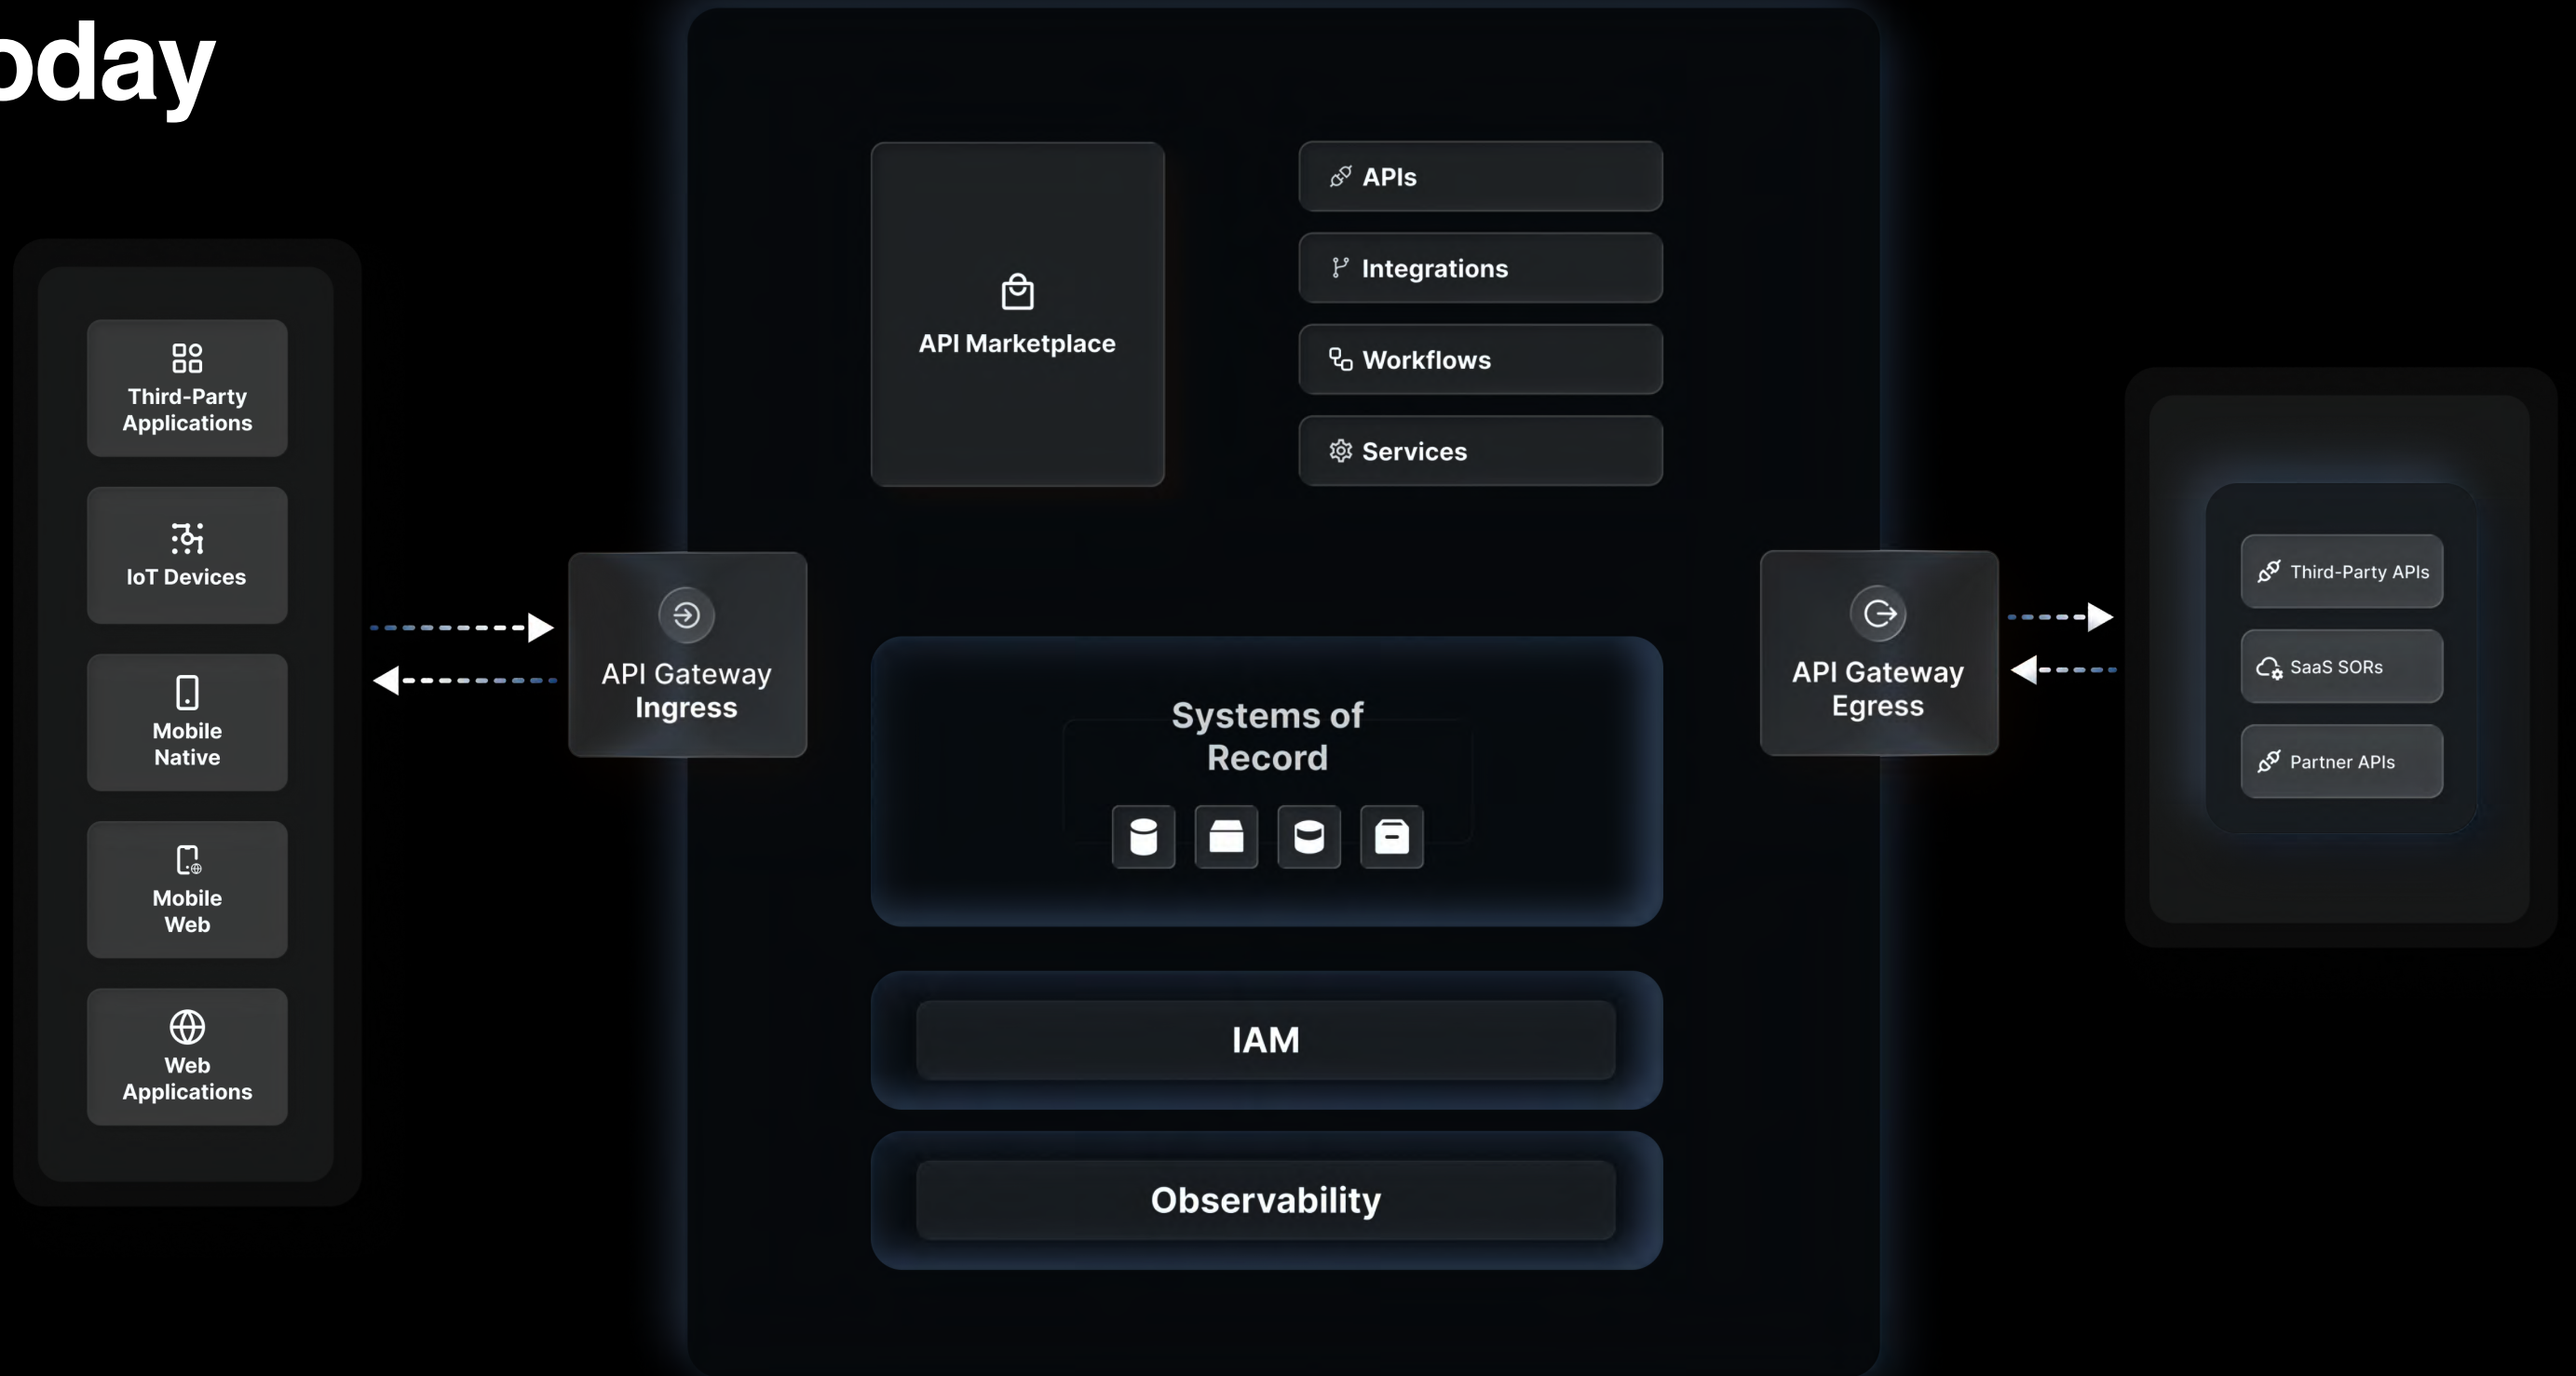 oday
Third-Party
Applications
IoT Devices
Mobile
Native
Mobile
Web
Web
Applications
API Gateway
Ingress
API Marketplace
APIs
Integrations
Workflows
Services
Systems of
Record
IAM
Observability
API Gateway
Egress
Third-Party APIs
SaaS SORs
Partner APIs